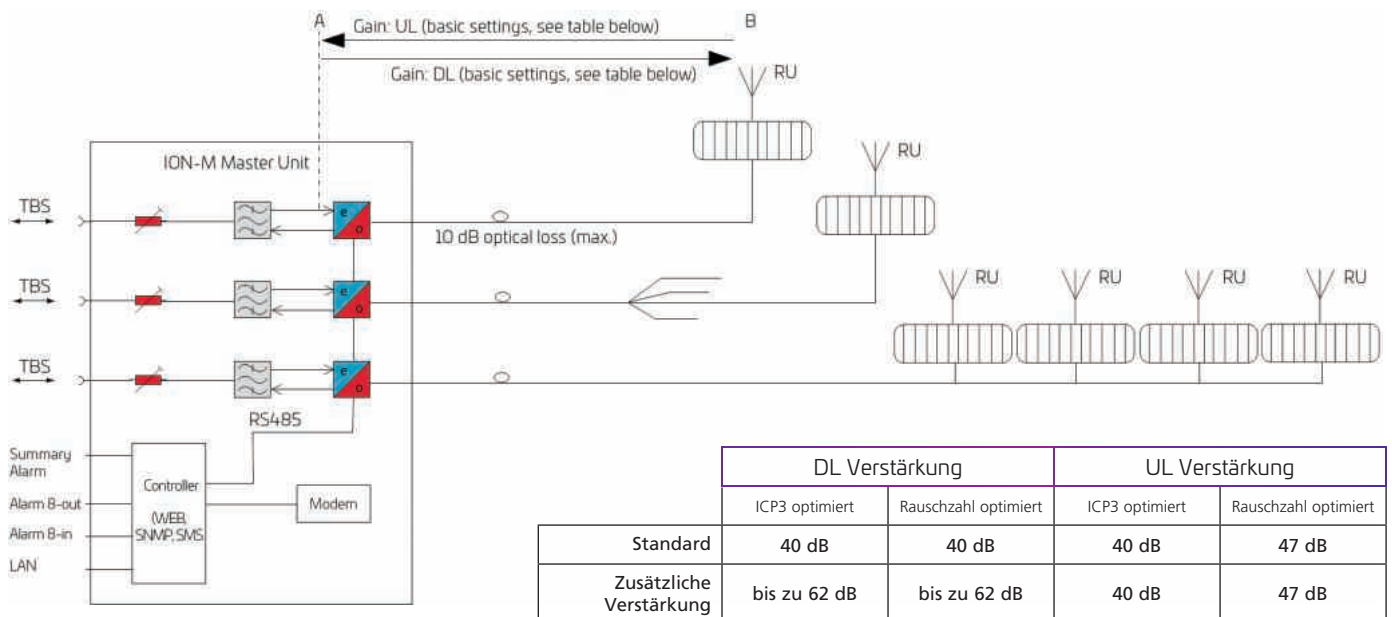 A
Gain: UL (basic settings, see table below)
B
Gain: DL (basic settings, see table below)
RU
ION-M Master Unit
RU
TBS
e
o
10 dB optical loss (max.)
TBS
e
o
RU
RU
RU
RU
TBS
e
o
RS485
Summary
Alarm
Controller
Modem
Alarm 8-out
(WEB,
SNMP, SMS
Alarm 8-in
LAN
DL Verstärkung
UL Verstärkung
ICP3 optimiert
Rauschzahl optimiert
ICP3 optimiert
Rauschzahl optimiert
Standard
40 dB
40 dB
40 dB
47 dB
Zusätzliche
Verstärkung
bis zu 62 dB
bis zu 62 dB
40 dB
47 dB